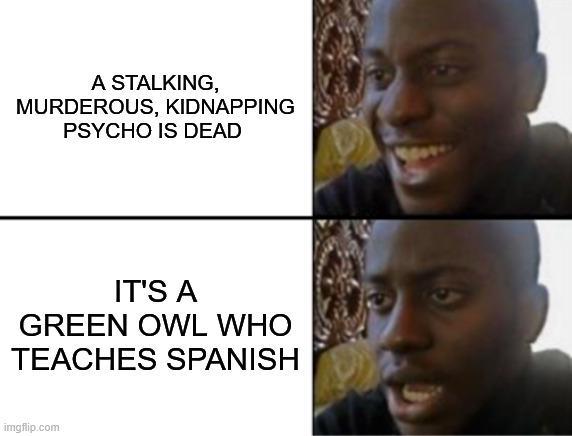 A STALKING,
MURDEROUS, KIDNAPPING
PSYCHO IS DEAD
IT'S A
GREEN OWL WHO
TEACHES SPANISH
imgflip.com